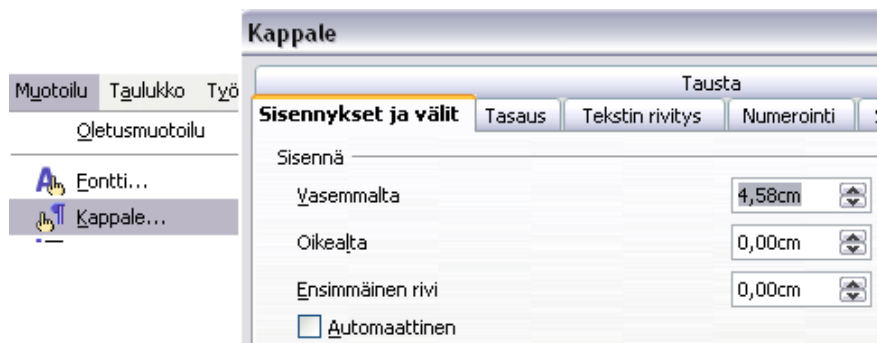 Kappale
Muotoilu Taulukko Työ
Oletusmuotoilu
Fontti...
Kappale...
Tausta
Sisennykset ja välit Tasaus Tekstin rivitys Numerointi
Sisennä
Vasemmalta 4,58cm
Oikealta 0,00cm
Ensimmäinen rivi 0,00cm
Automaattinen